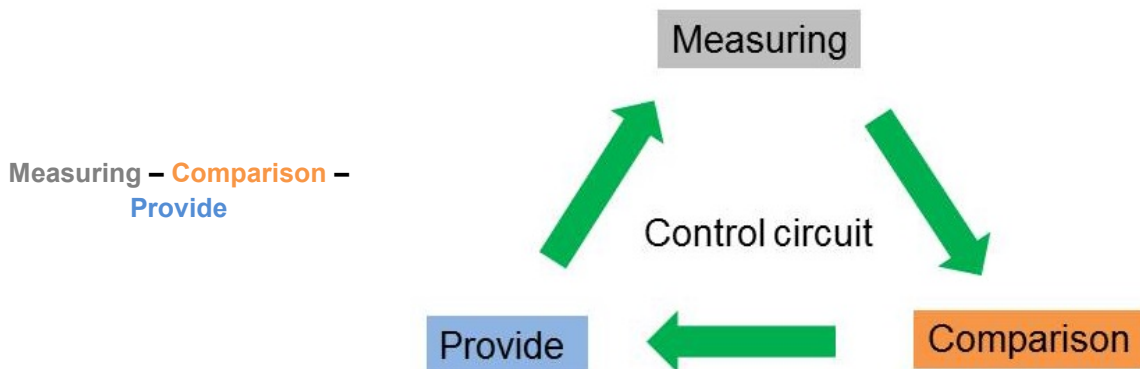 Measuring
Measuring – Comparison –
Provide
Control circuit
Provide
Comparison